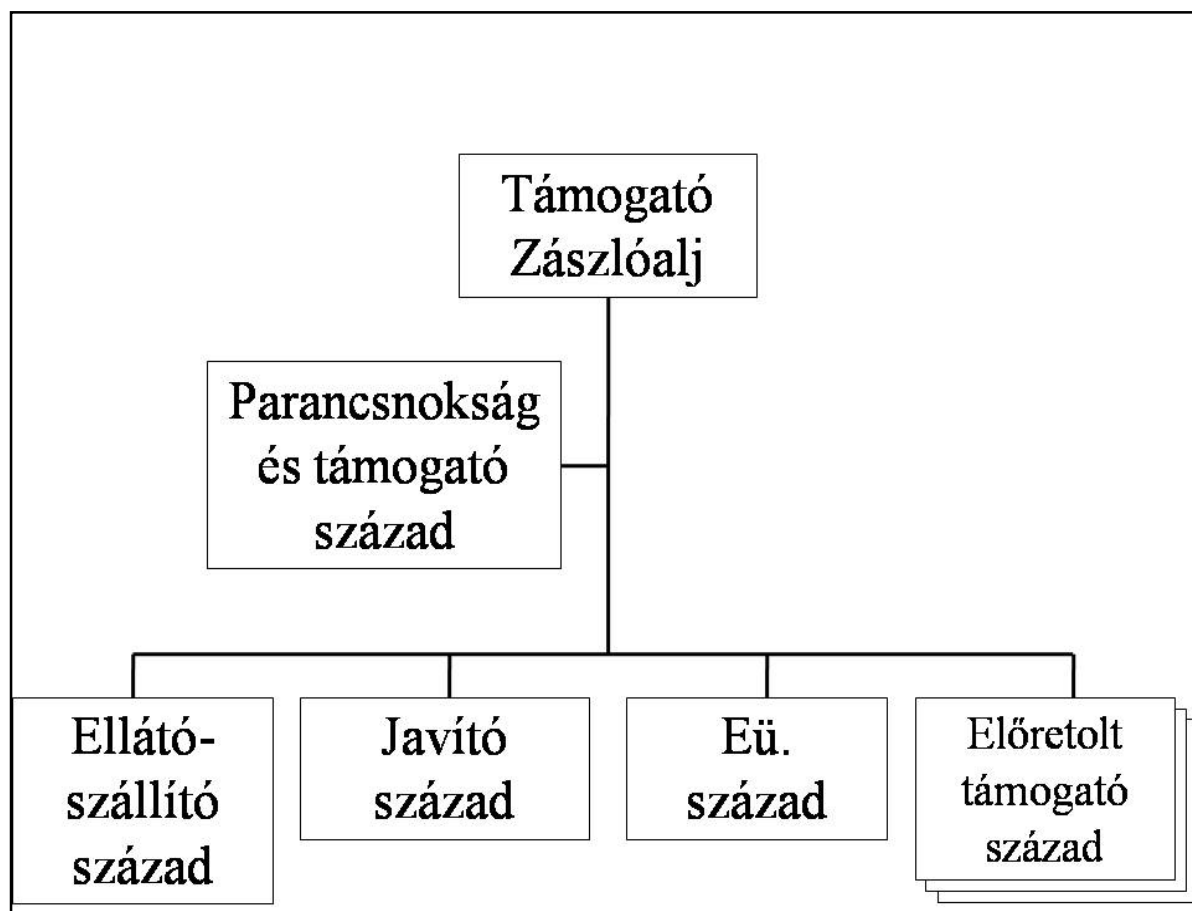 Támogató
Zászlóalj
Parancsnokság
és támogató
század
Ellátó-
szállító
század
Javító
század
Eü.
század
Előretolt
támogató
század